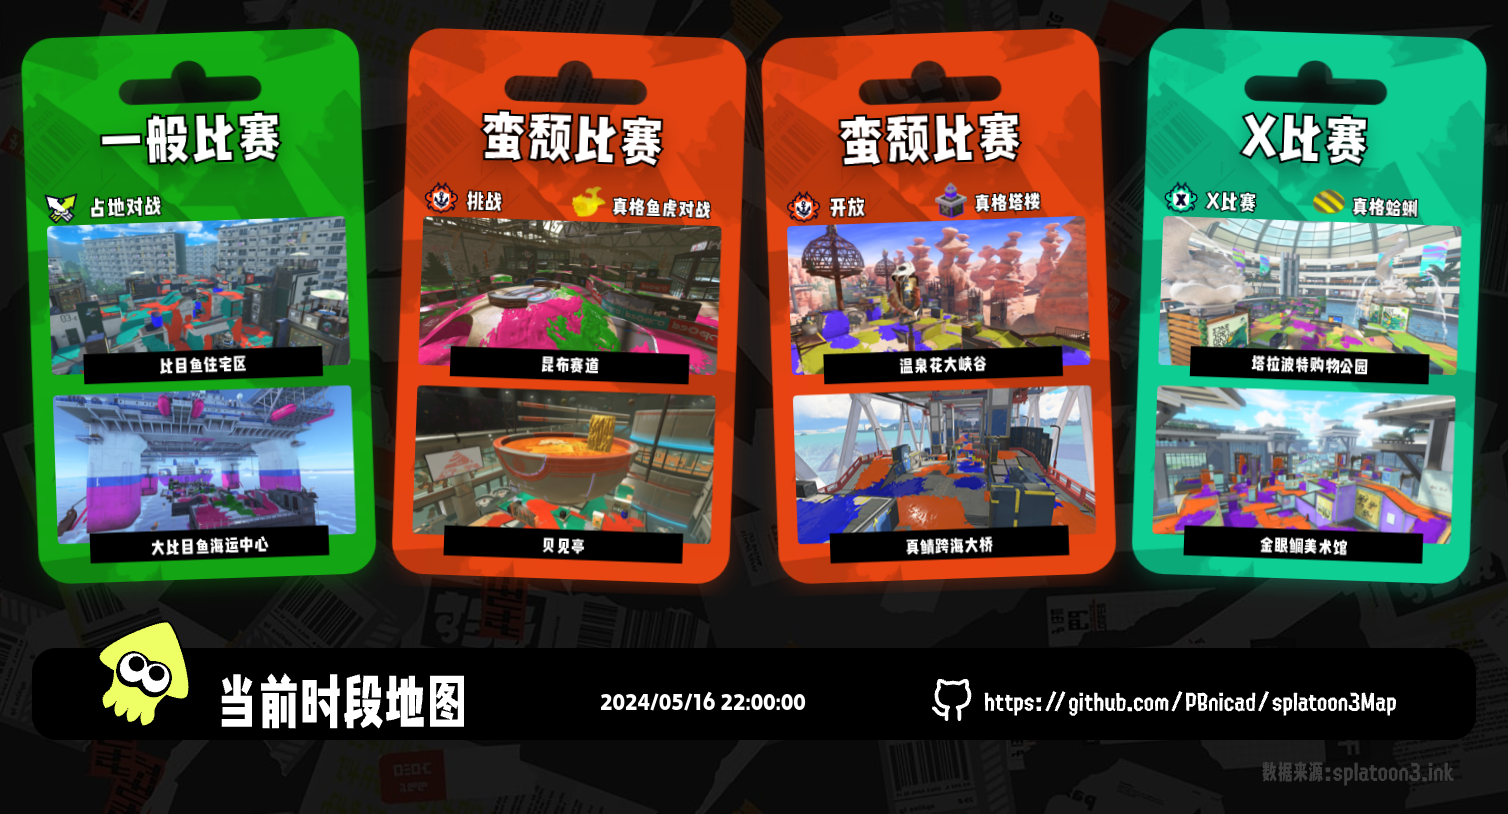 一般比赛
占地对战
比目鱼住宅区
大比目鱼海运中心
蛮颓比赛
挑战
真格鱼虎对战
昆布赛道
贝见亭
蛮颓比赛
开放
真格塔楼
温泉花大峡谷
真鲭跨海大桥
X比赛
X比赛
真格蛤蜊
塔拉波特购物公园
金眼鲷美术馆
当前时段地图
2024/05/16 22:00:00
https://github.com/PBnicad/splatoon3Map
数据来源:splatoon3.ink